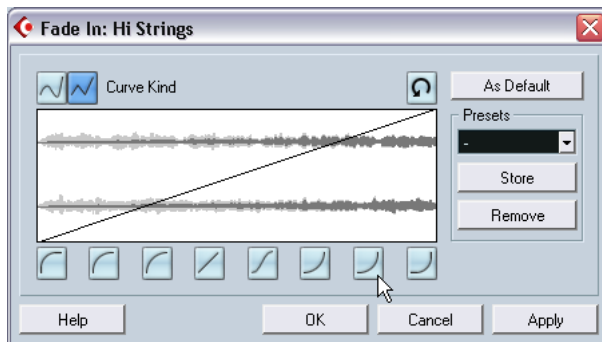 Fade In: Hi Strings
Curve Kind
As Default
Presets
-
Store
Remove
Help
OK
Cancel
Apply